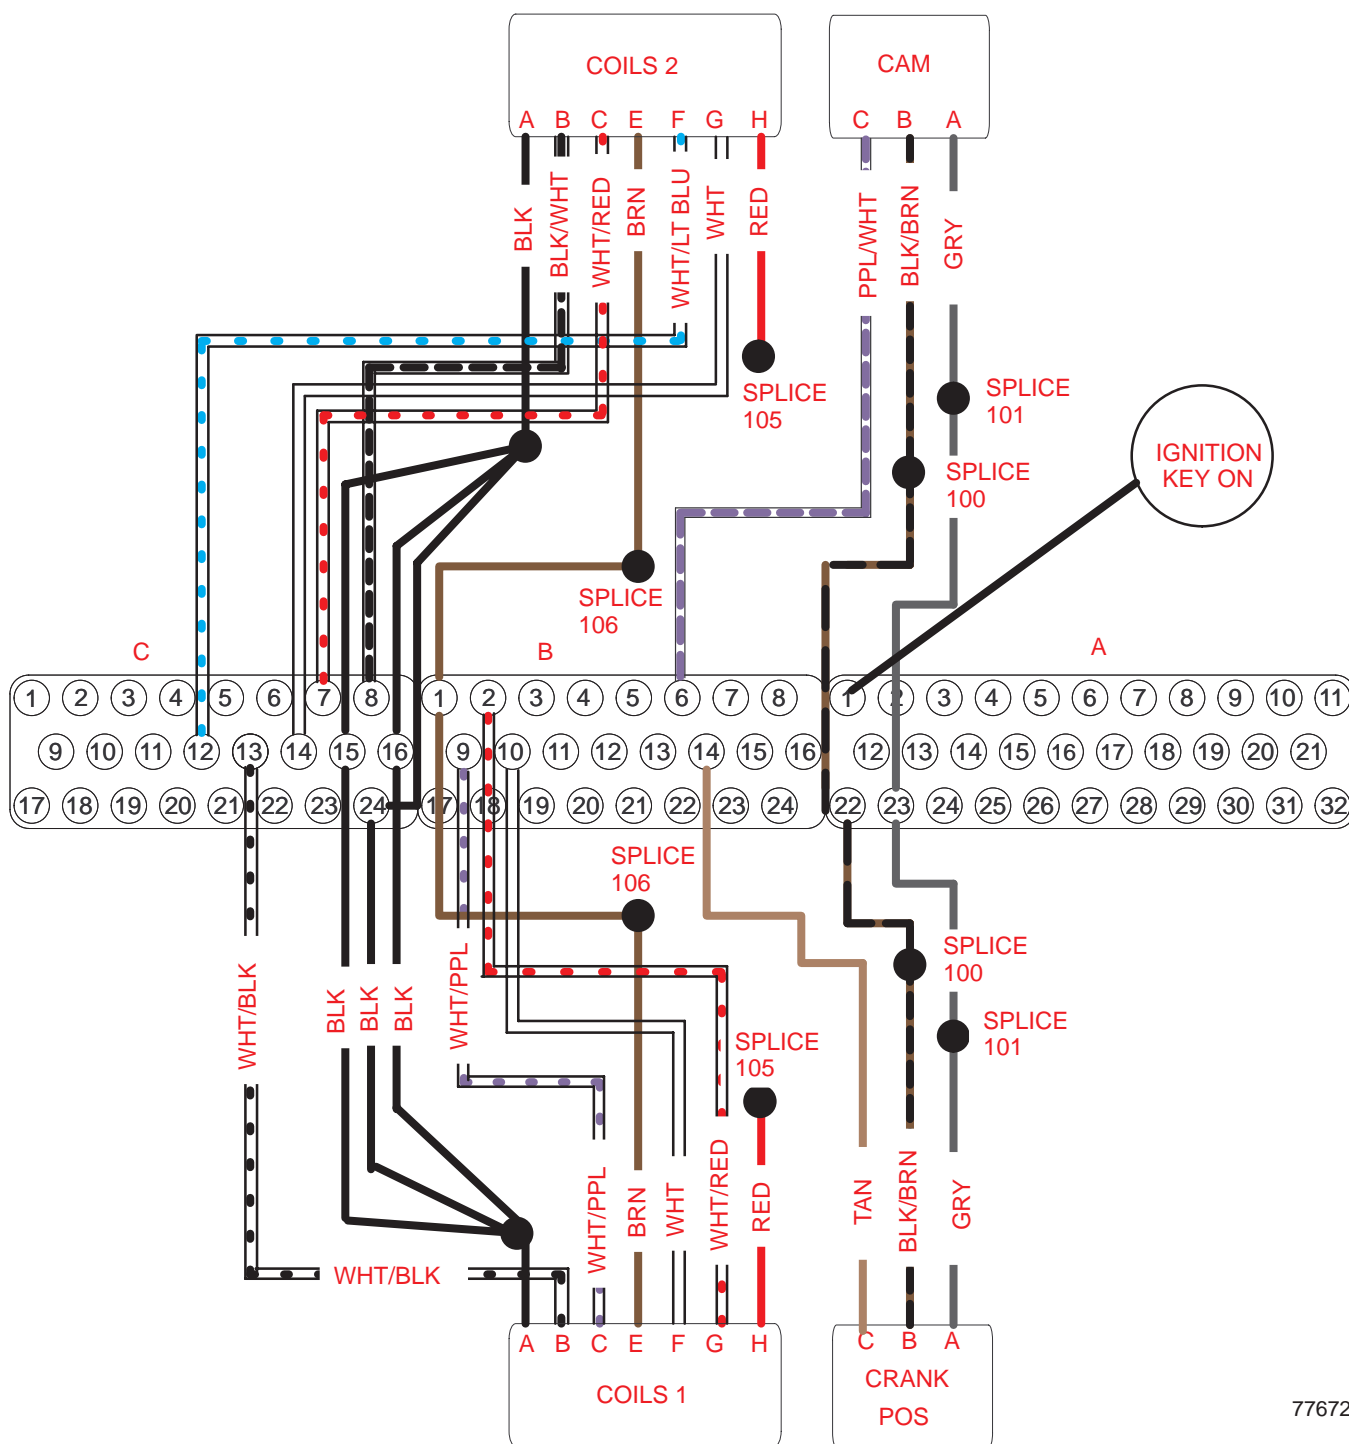 COILS 2
CAM
A B C E F G H
C B A
BLK
BLK/WHT
WHT/RED
BRN
WHT/LT BLU
WHT
RED
PPL/WHT
BLK/BRN
GRY
SPLICE
105
SPLICE
101
SPLICE
100
IGNITION
KEY ON
SPLICE
106
C
B
A
1 2 3 4 5 6 7 8
9 10 11 12 13 14 15 16
17 18 19 20 21 22 23 24
1 2 3 4 5 6 7 8
9 10 11 12 13 14 15 16
17 18 19 20 21 22 23 24
1 2 3 4 5 6 7 8 9 10 11
12 13 14 15 16 17 18 19 20 21
22 23 24 25 26 27 28 29 30 31 32
SPLICE
106
SPLICE
100
SPLICE
101
SPLICE
105
WHT/BLK
BLK
BLK
BLK
WHT/PPL
WHT/BLK
WHT/PPL
BRN
WHT
WHT/RED
RED
TAN
BLK/BRN
GRY
A B C E F G H
C B A
COILS 1
CRANK
POS
77672